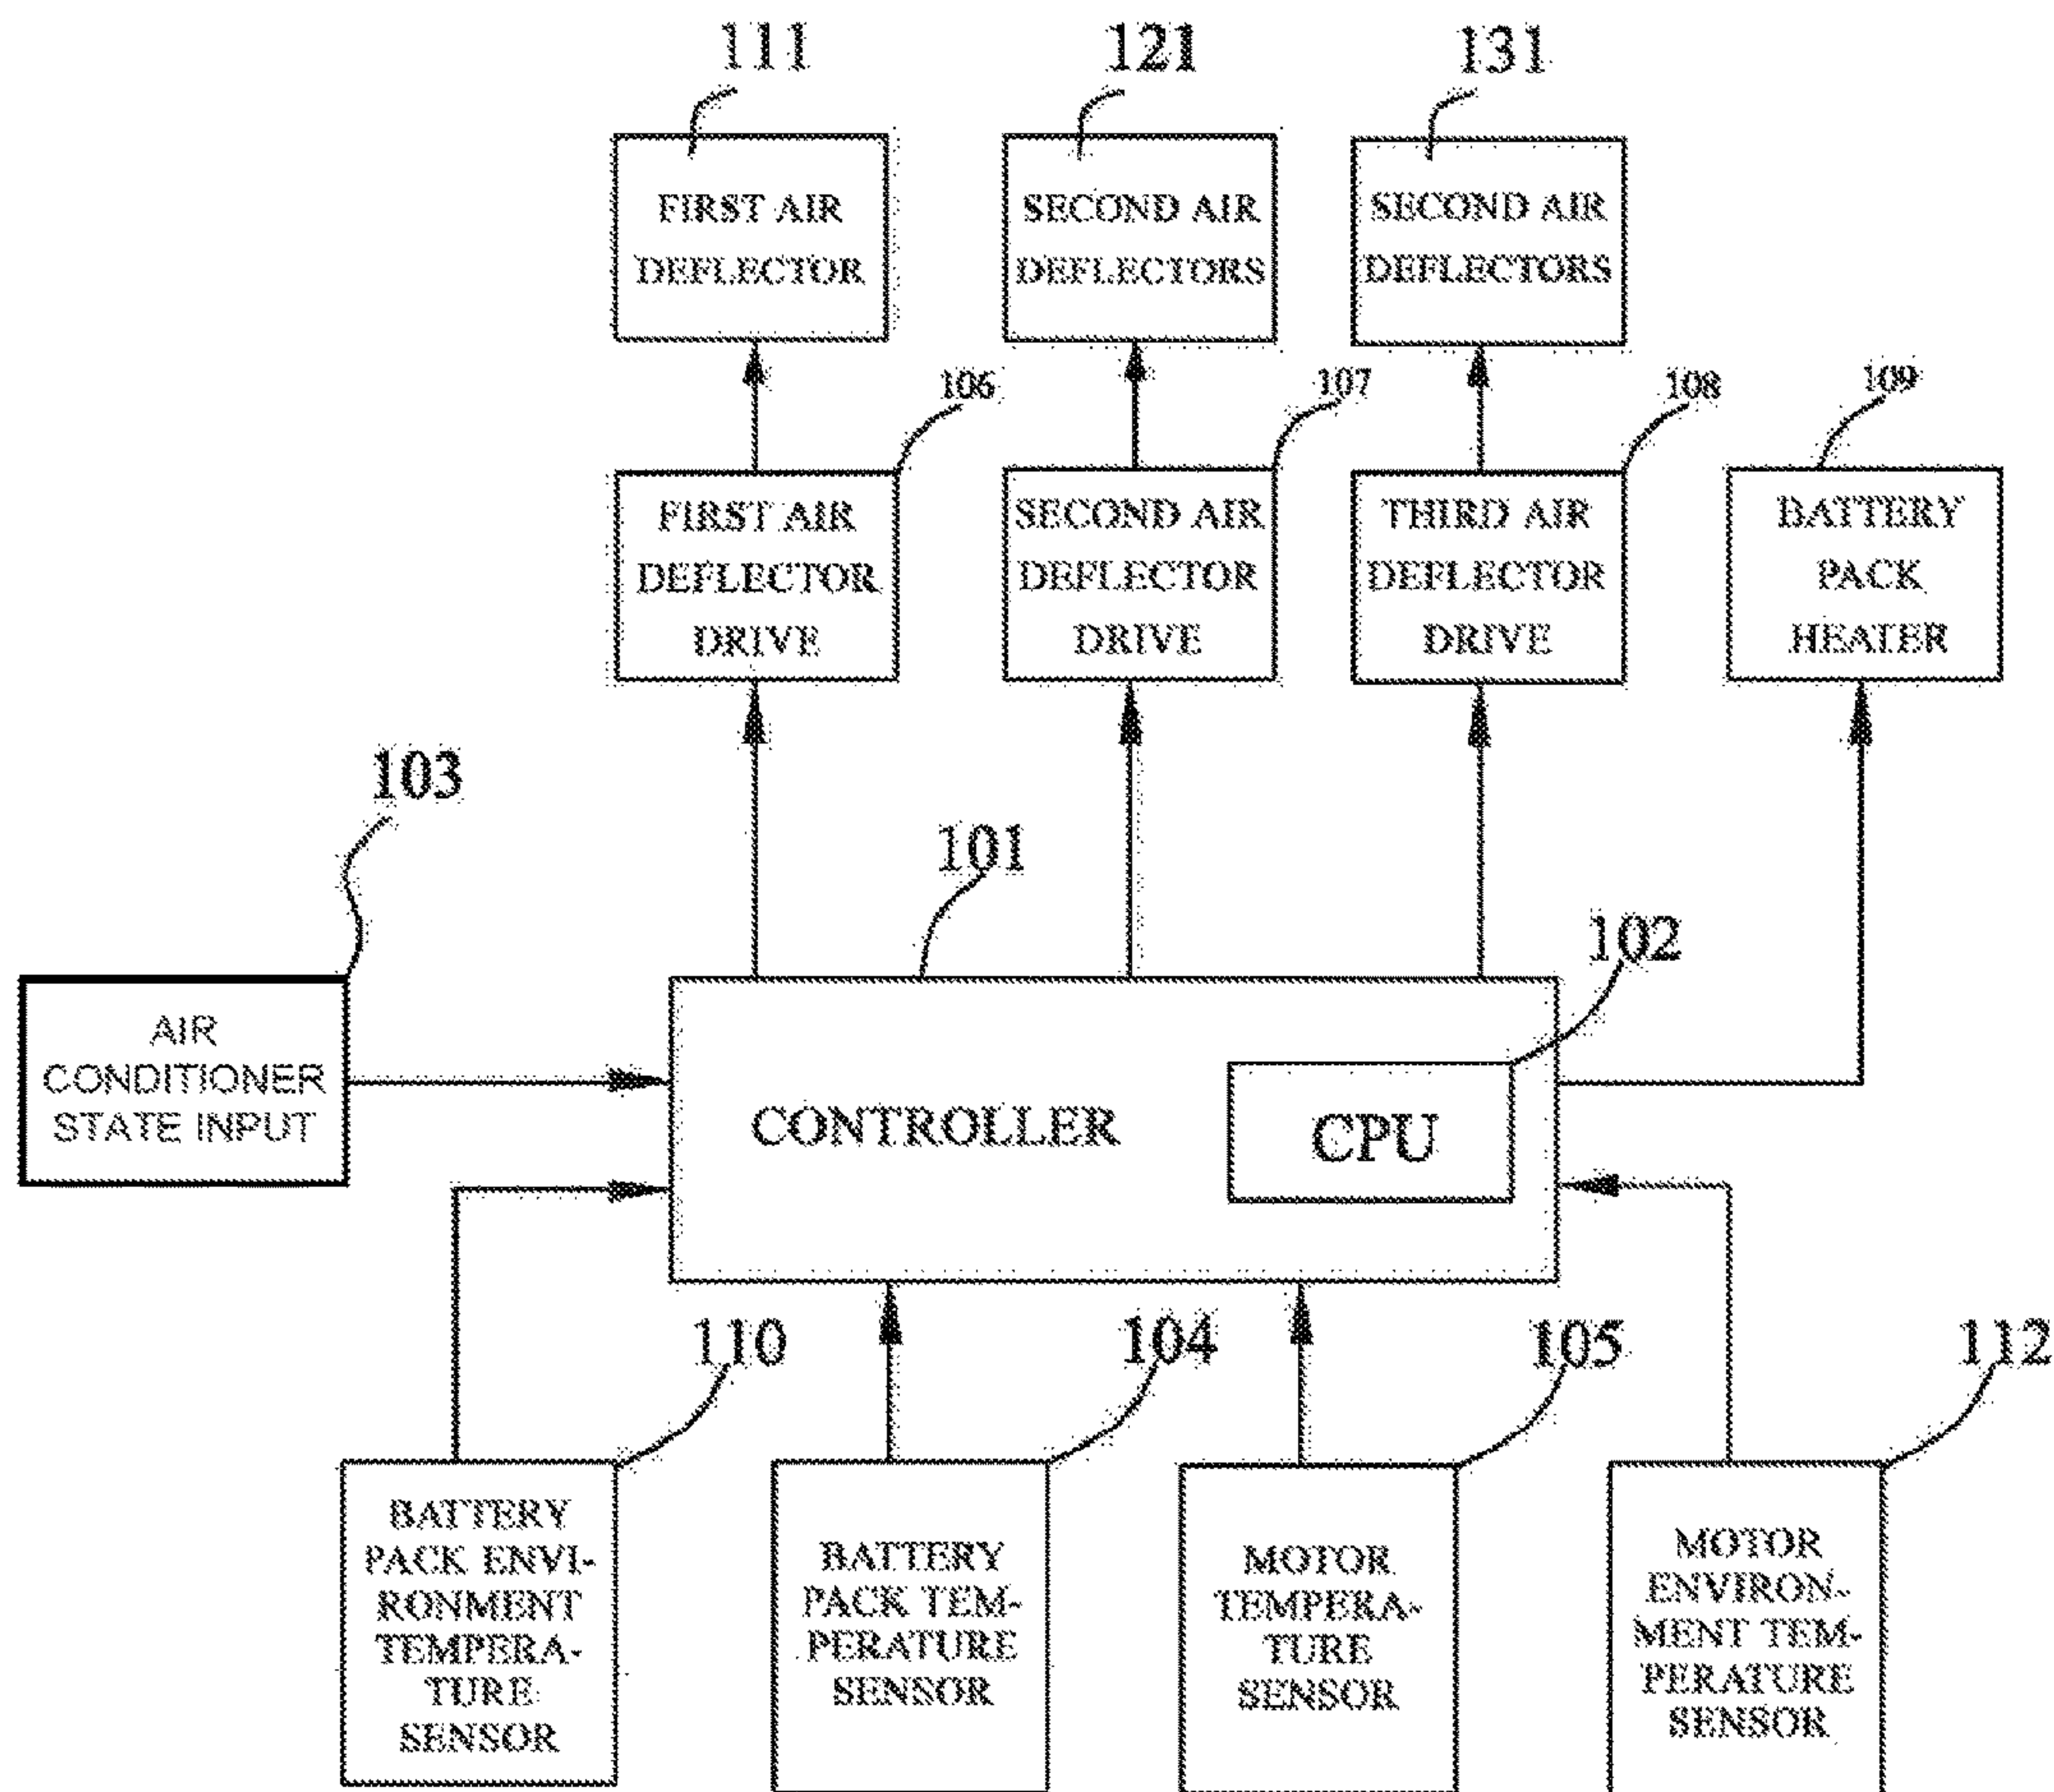 111
121
131
FIRST AIR
DEFLECTOR
SECOND AIR
DEFLECTORS
SECOND AIR
DEFLECTORS
106
107
108
109
FIRST AIR
DEFLECTOR
DRIVE
SECOND AIR
DEFLECTOR
DRIVE
THIRD AIR
DEFLECTOR
DRIVE
BATTERY
PACK
HEATER
103
101
102
AIR
CONDITIONER
STATE INPUT
CONTROLLER
CPU
110
104
105
112
BATTERY
PACK ENVI-
RONMENT
TEMPERA-
TURE
SENSOR
BATTERY
PACK TEM-
PERATURE
SENSOR
MOTOR
TEMPERA-
TURE
SENSOR
MOTOR
ENVIRON-
MENT TEM-
PERATURE
SENSOR